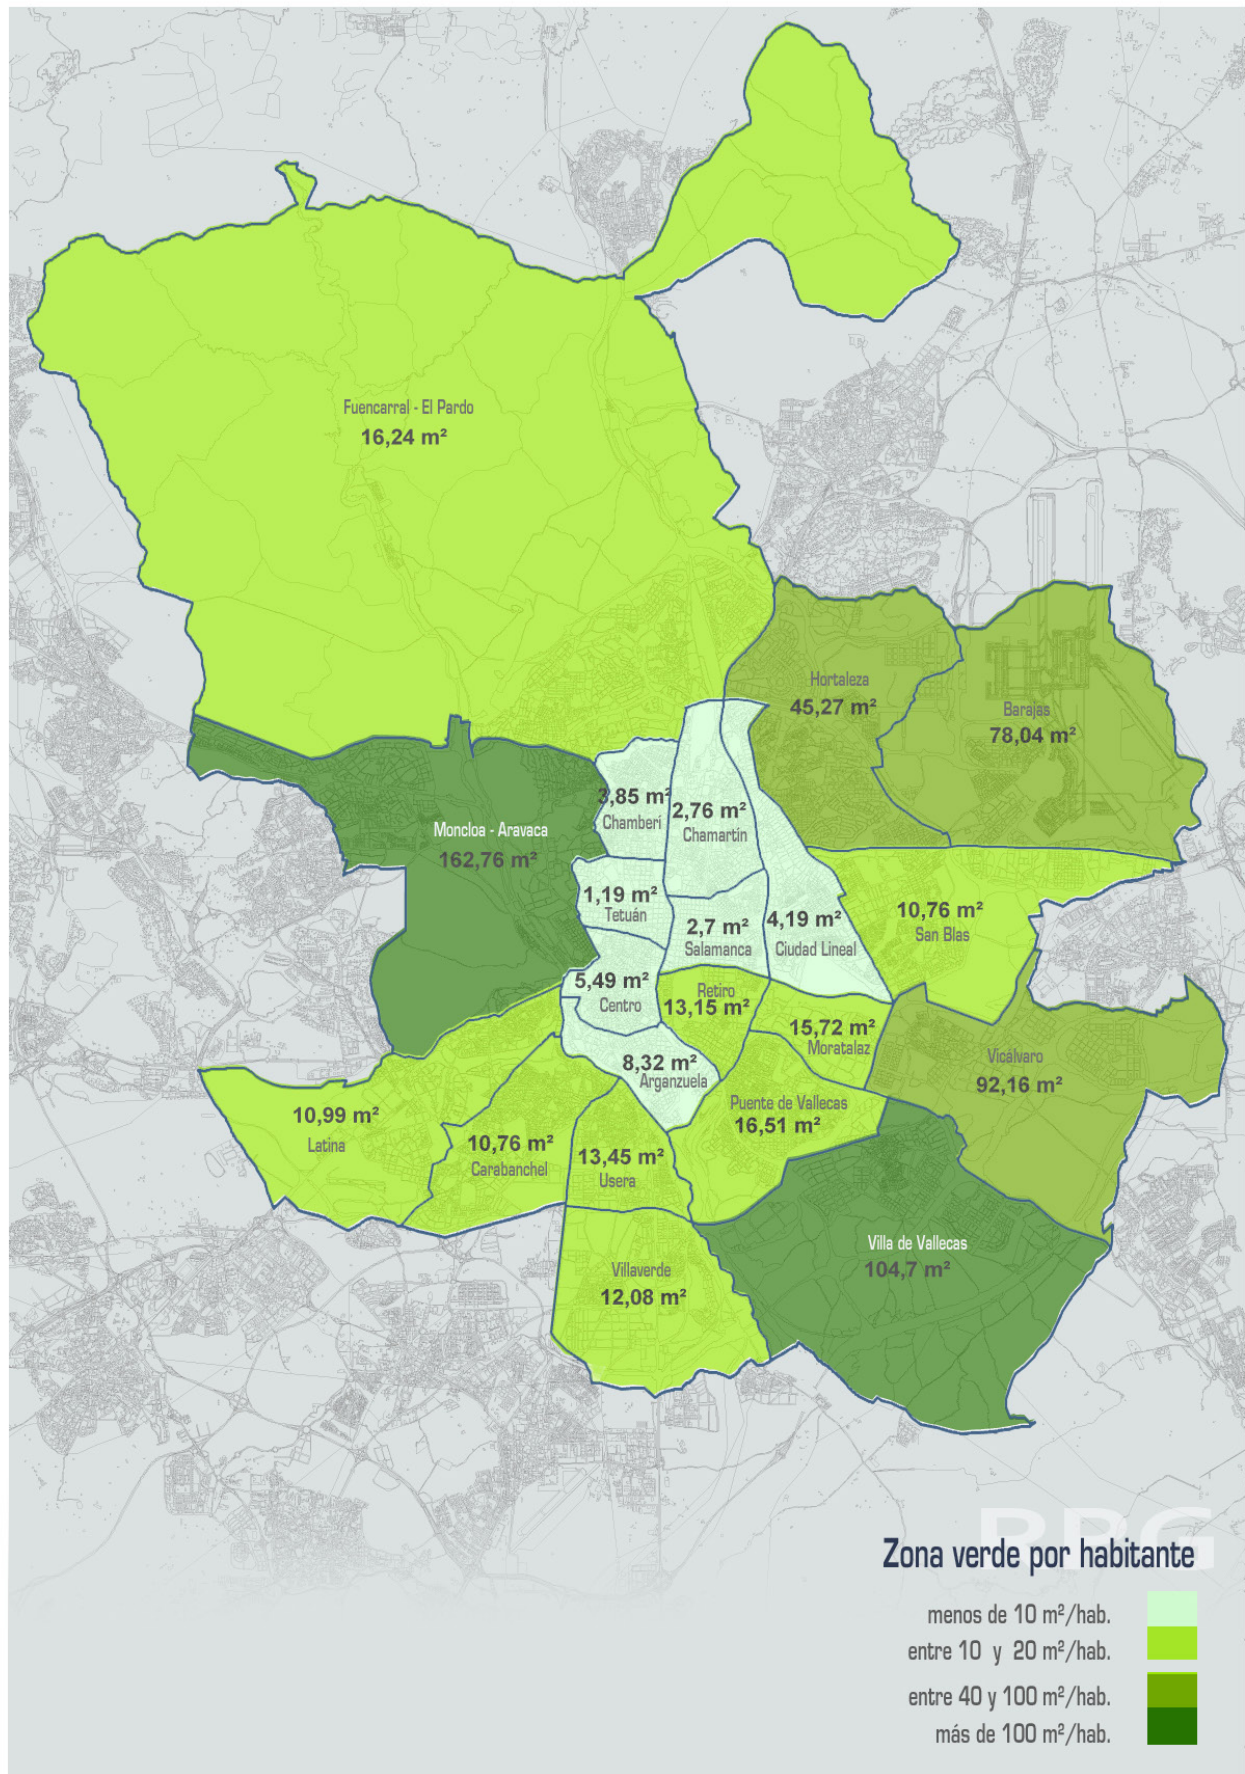 Fuencarral - El Pardo
16,24 m²
Hortaleza
45,27 m²
Barajas
78,04 m²
3,85 m²
Chamberí
2,76 m²
Chamartín
Moncloa - Aravaca
162,76 m²
1,19 m²
Tetuán
2,7 m²
Salamanca
4,19 m²
Ciudad Lineal
10,76 m²
San Blas
5,49 m²
Centro
Retiro
13,15 m²
15,72 m²
Moratalaz
Vicálvaro
92,16 m²
8,32 m²
Arganzuela
Puente de Vallecas
16,51 m²
10,99 m²
Latina
10,76 m²
Carabanchel
13,45 m²
Usera
Villa de Vallecas
104,7 m²
Villaverde
12,08 m²
RPG
Zona verde por habitante
menos de 10 m²/hab.
entre 10 y 20 m²/hab.
entre 40 y 100 m²/hab.
más de 100 m²/hab.